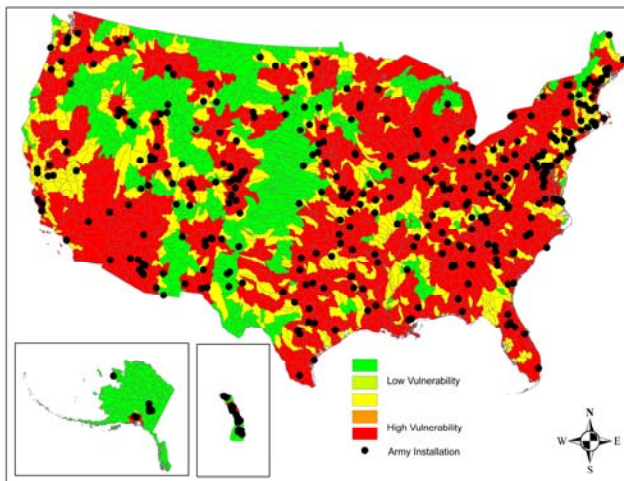 Low Vulnerability
High Vulnerability
Army Installation
N
W E
S